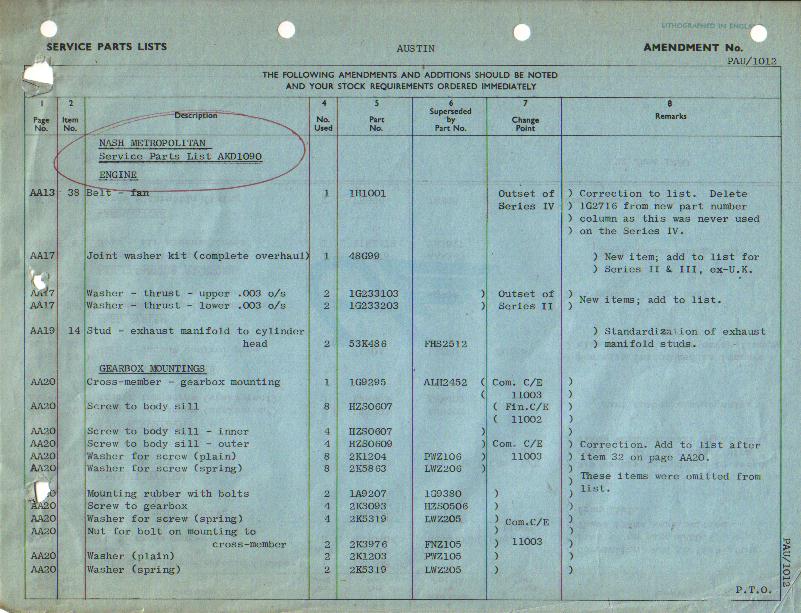 LITHOGRAPHED IN ENGLAND
SERVICE PARTS LISTS AUSTIN AMENDMENT No.
PAU/1012
THE FOLLOWING AMENDMENTS AND ADDITIONS SHOULD BE NOTED
AND YOUR STOCK REQUIREMENTS ORDERED IMMEDIATELY
1 2 4 5 6 7 8
Page No. Item No. Description No. Used Part No. Superseded by Part No. Change Point Remarks
NASH METROPOLITAN
Service Parts List AKD1090
ENGINE
AA13 38 Belt - fan 1 1H1001 Outset of ) Correction to list. Delete
Series IV ) 1G2716 from new part number
) column as this was never used
) on the Series IV.
AA17 Joint washer kit (complete overhaul) 1 48G99 ) New item; add to list for
) Series II & III, ex-U.K.
AA17 Washer - thrust - upper .003 o/s 2 1G233103 ) Outset of )
AA17 Washer - thrust - lower .003 o/s 2 1G233203 ) Series II ) New items; add to list.
AA19 14 Stud - exhaust manifold to cylinder ) Standardization of exhaust
head 2 53K486 FHS2512 ) manifold studs.
GEARBOX MOUNTINGS
AA20 Cross-member - gearbox mounting 1 1G9295 ALH2452 ( Com. C/E )
( 11003 )
AA20 Screw to body sill 8 HZS0607 ( Fin.C/E )
( 11002 )
AA20 Screw to body sill - inner 4 HZS0607 ) )
AA20 Screw to body sill - outer 4 HZS0609 ) Com. C/E ) Correction. Add to list after
AA20 Washer for screw (plain) 8 2K1204 PWZ106 ) 11003 ) item 32 on page AA20.
AA20 Washer for screw (spring) 8 2K5863 LWZ206 ) )
) These items were omitted from
Mounting rubber with bolts 2 1A9207 1G9380 ) ) list.
AA20 Screw to gearbox 4 2K3093 HZS0506 ) )
AA20 Washer for screw (spring) 4 2K5319 LWZ205 ) Com.C/E )
AA20 Nut for bolt on mounting to ) )
cross-member 2 2K3976 FNZ105 ) 11003 )
AA20 Washer (plain) 2 2K1203 PWZ105 ) )
AA20 Washer (spring) 2 2K5319 LWZ205 ) )
PAU/1012
P.T.O.